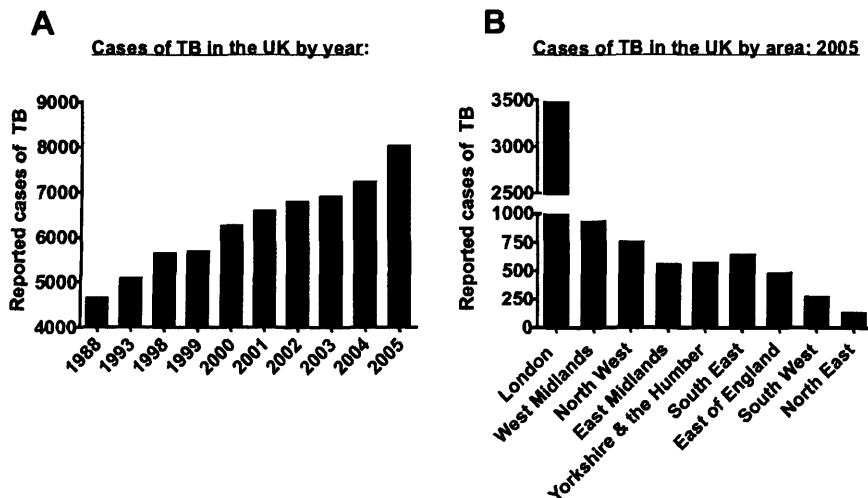 A
Cases of TB in the UK by year:
Reported cases of TB
9000
8000
7000
6000
5000
4000
1988
1993
1998
1999
2000
2001
2002
2003
2004
2005
B
Cases of TB in the UK by area: 2005
Reported cases of TB
3500
3000
2500
1000
750
500
250
0
London
West Midlands
North West
East Midlands
Yorkshire & the Humber
South East
East of England
South West
North East